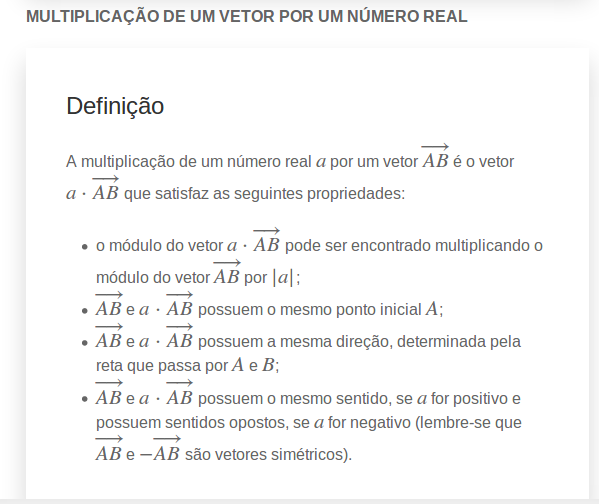 MULTIPLICAÇÃO DE UM VETOR POR UM NÚMERO REAL
Definição
A multiplicação de um número real $a$ por um vetor $\overrightarrow{AB}$ é o vetor
$a \cdot \overrightarrow{AB}$ que satisfaz as seguintes propriedades:
• o módulo do vetor $a \cdot \overrightarrow{AB}$ pode ser encontrado multiplicando o
módulo do vetor $\overrightarrow{AB}$ por $|a|$;
• $\overrightarrow{AB}$ e $a \cdot \overrightarrow{AB}$ possuem o mesmo ponto inicial $A$;
• $\overrightarrow{AB}$ e $a \cdot \overrightarrow{AB}$ possuem a mesma direção, determinada pela
reta que passa por $A$ e $B$;
• $\overrightarrow{AB}$ e $a \cdot \overrightarrow{AB}$ possuem o mesmo sentido, se $a$ for positivo e
possuem sentidos opostos, se $a$ for negativo (lembre-se que
$\overrightarrow{AB}$ e $-\overrightarrow{AB}$ são vetores simétricos).